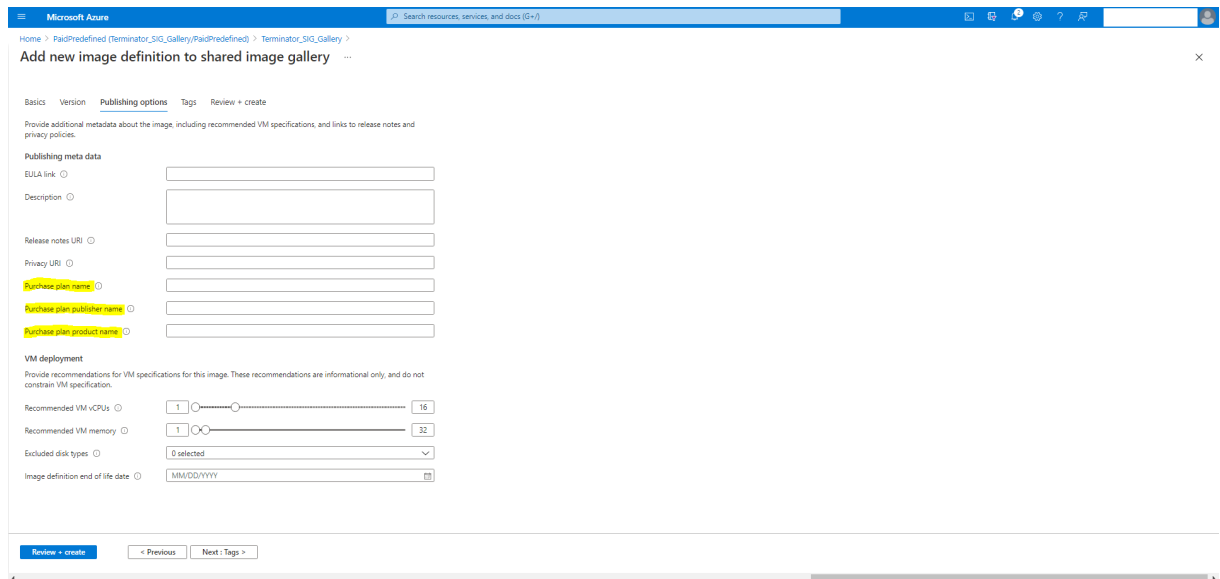 Microsoft Azure
Search resources, services, and docs (G+/)
2
Home > PaidPredefined (Terminator_SIG_Gallery/PaidPredefined) > Terminator_SIG_Gallery >
Add new image definition to shared image gallery ...
Basics Version Publishing options Tags Review + create
Provide additional metadata about the image, including recommended VM specifications, and links to release notes and
privacy policies.
Publishing meta data
EULA link
Description
Release notes URI
Privacy URI
Purchase plan name
Purchase plan publisher name
Purchase plan product name
VM deployment
Provide recommendations for VM specifications for this image. These recommendations are informational only, and do not
constrain VM specification.
Recommended VM vCPUs 1 16
Recommended VM memory 1 32
Excluded disk types 0 selected
Image definition end of life date MM/DD/YYYY
Review + create < Previous Next : Tags >